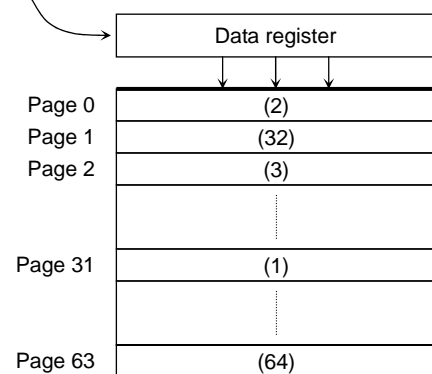 Data register
Page 0 (2)
Page 1 (32)
Page 2 (3)
Page 31 (1)
Page 63 (64)